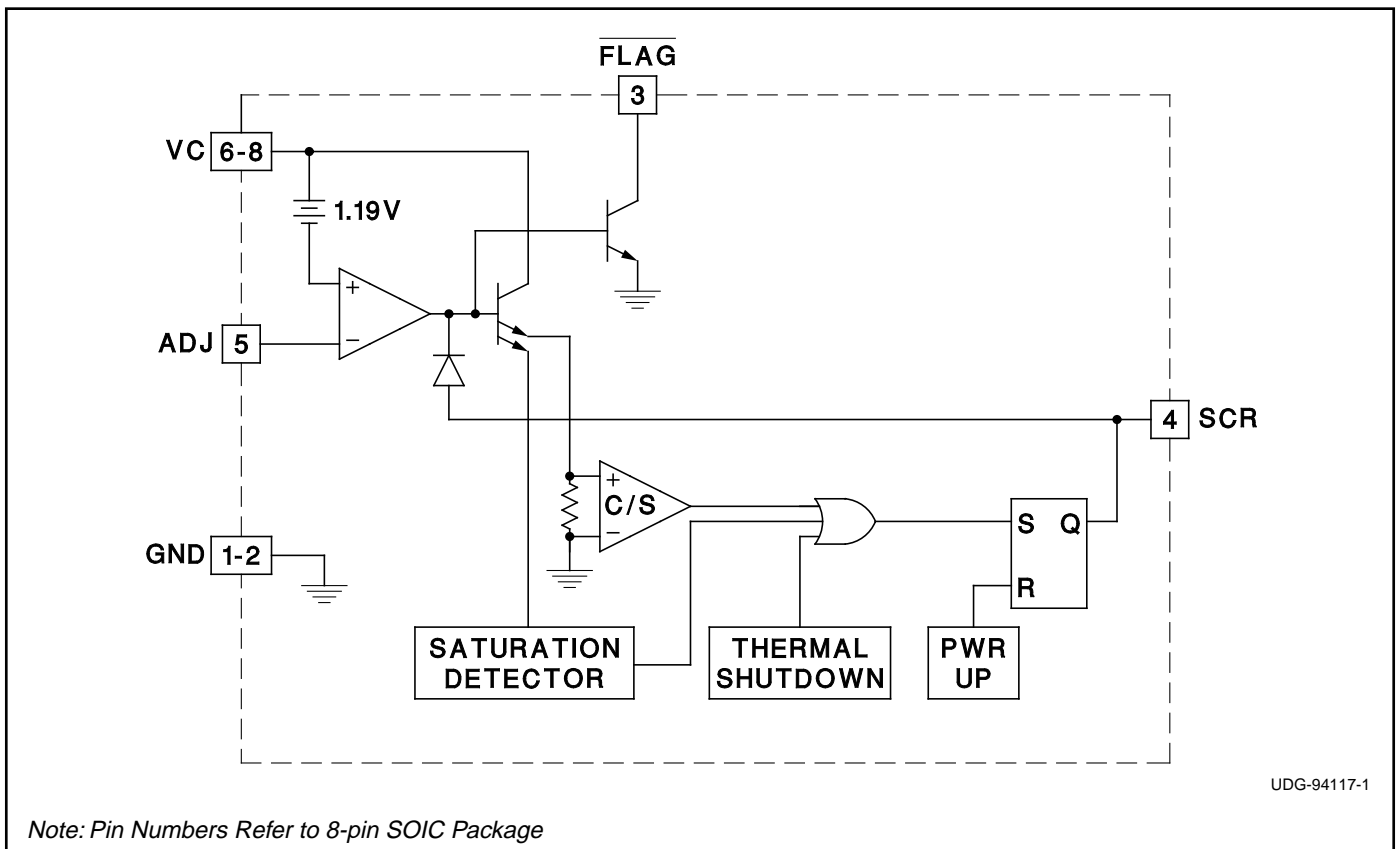 FLAG
3
VC 6-8
1.19V
+
−
ADJ 5
4 SCR
+
C/S
−
S Q
R
GND 1-2
SATURATION
DETECTOR
THERMAL
SHUTDOWN
PWR
UP
UDG-94117-1
Note: Pin Numbers Refer to 8-pin SOIC Package